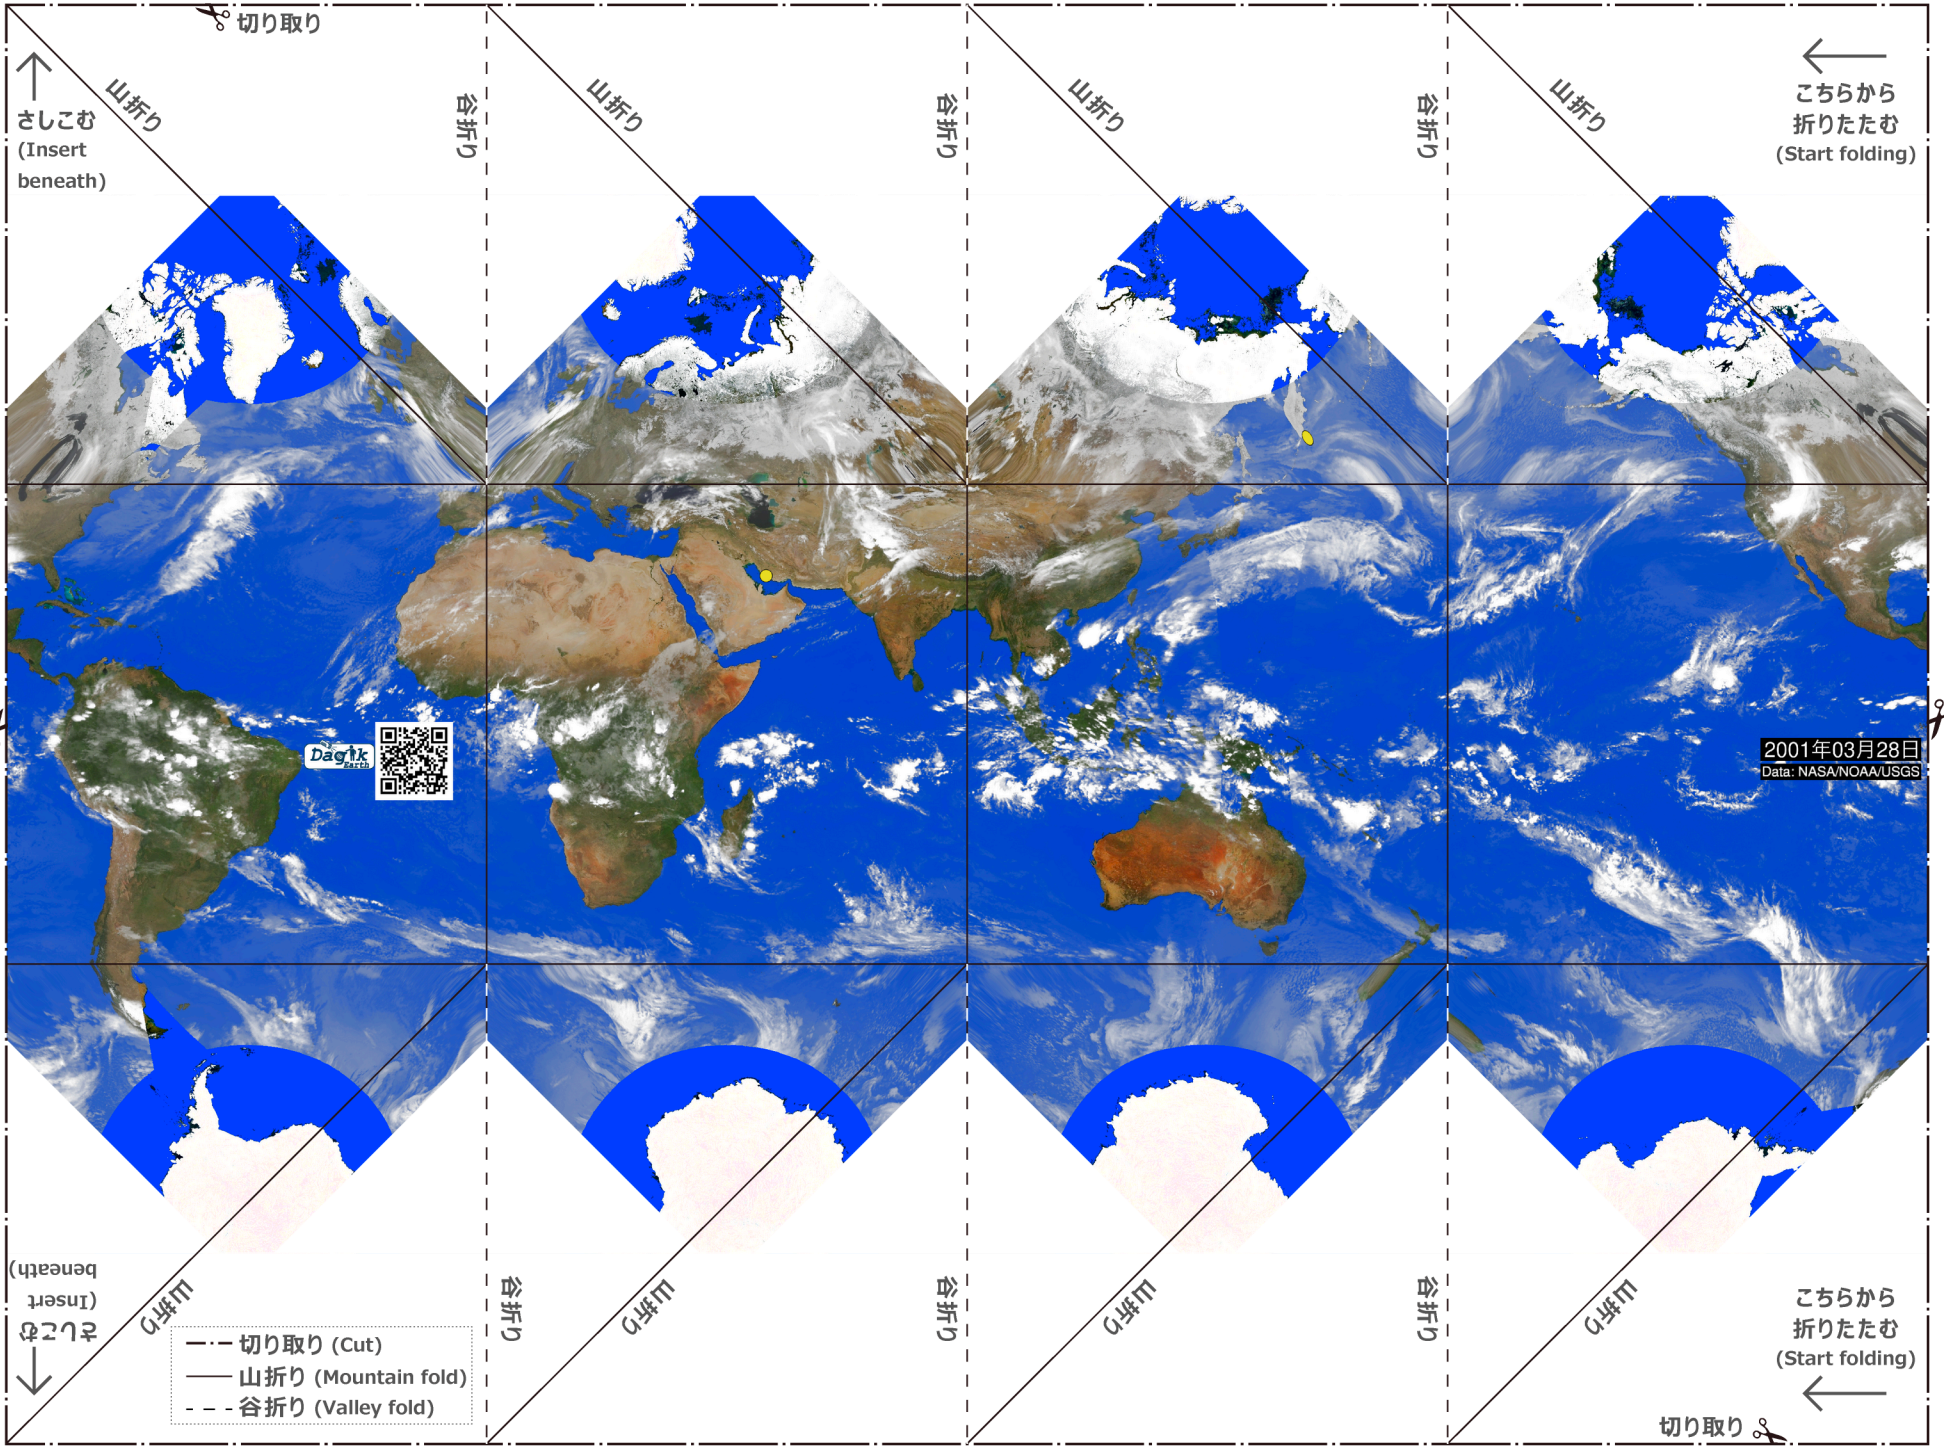 切り取り
さしこむ
(Insert
beneath)
山折り
谷折り
山折り
谷折り
山折り
谷折り
山折り
こちらから
折りたたむ
(Start folding)
Dagik
Earth
2001年03月28日
Data: NASA/NOAA/USGS
さしこむ
(Insert
beneath)
山折り
谷折り
山折り
谷折り
山折り
谷折り
山折り
こちらから
折りたたむ
(Start folding)
切り取り (Cut)
山折り (Mountain fold)
谷折り (Valley fold)
切り取り